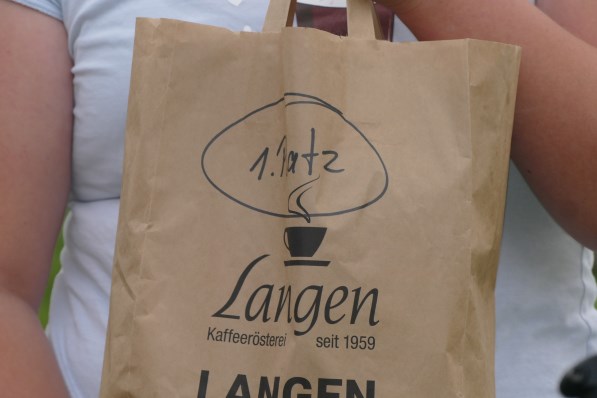 1. Platz
Langen
Kaffeerösterei seit 1959
LANGEN